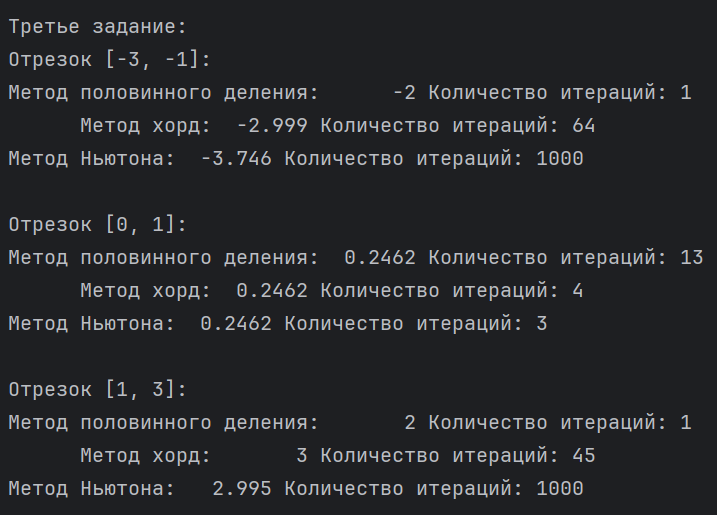 Третье задание:
Отрезок [-3, -1]:
Метод половинного деления:      -2 Количество итераций: 1
      Метод хорд:  -2.999 Количество итераций: 64
Метод Ньютона:  -3.746 Количество итераций: 1000

Отрезок [0, 1]:
Метод половинного деления:  0.2462 Количество итераций: 13
      Метод хорд:  0.2462 Количество итераций: 4
Метод Ньютона:  0.2462 Количество итераций: 3

Отрезок [1, 3]:
Метод половинного деления:       2 Количество итераций: 1
      Метод хорд:       3 Количество итераций: 45
Метод Ньютона:   2.995 Количество итераций: 1000